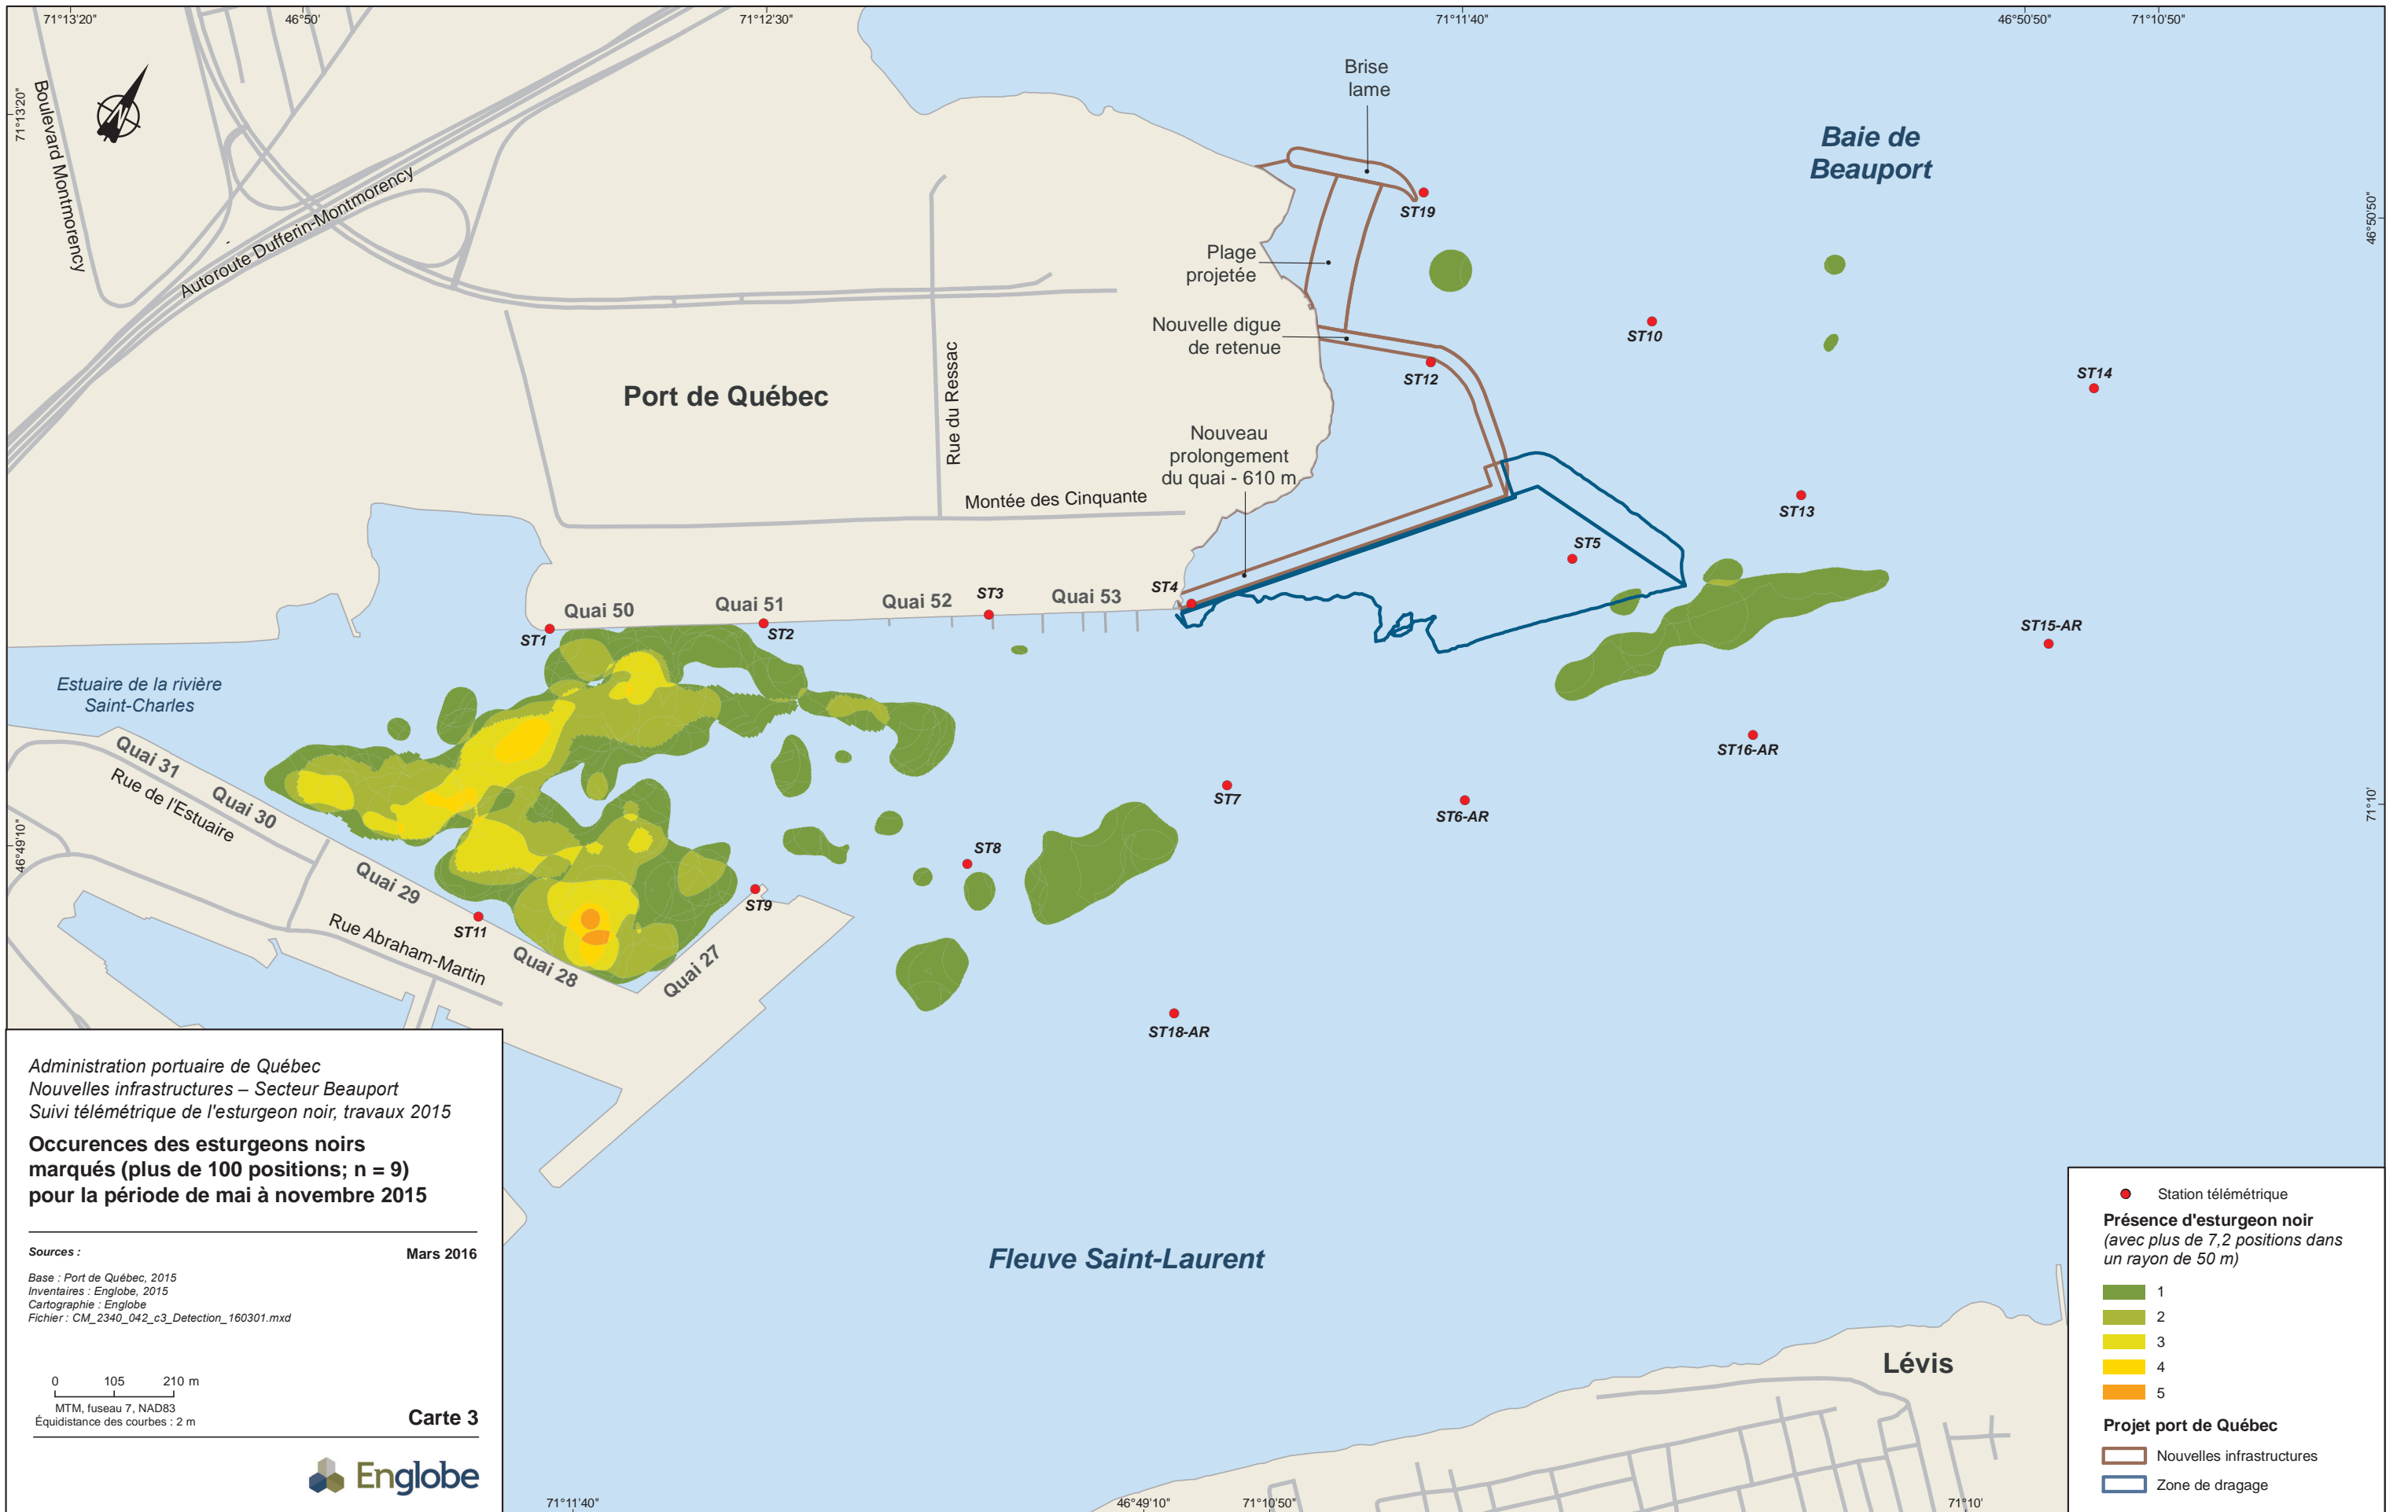 71°13'20"
46°50'
71°12'30"
71°11'40"
46°50'50"
71°10'50"
71°13'20"
46°50'50"
46°49'10"
71°10'
Boulevard Montmorency
Autoroute Dufferin-Montmorency
Port de Québec
Rue du Ressac
Montée des Cinquante
Brise
lame
Plage
projetée
Nouvelle digue
de retenue
Nouveau
prolongement
du quai - 610 m
Baie de
Beauport
ST19
ST10
ST12
ST14
ST13
ST5
ST4
ST3
ST2
ST1
Quai 50
Quai 51
Quai 52
Quai 53
ST15-AR
ST16-AR
ST6-AR
ST7
ST8
ST9
ST11
ST18-AR
Estuaire de la rivière
Saint-Charles
Quai 31
Rue de l'Estuaire
Quai 30
Quai 29
Rue Abraham-Martin
Quai 28
Quai 27
Fleuve Saint-Laurent
Lévis
Administration portuaire de Québec
Nouvelles infrastructures – Secteur Beauport
Suivi télémétrique de l'esturgeon noir, travaux 2015
Occurences des esturgeons noirs
marqués (plus de 100 positions; n = 9)
pour la période de mai à novembre 2015
Sources :
Mars 2016
Base : Port de Québec, 2015
Inventaires : Englobe, 2015
Cartographie : Englobe
Fichier : CM_2340_042_c3_Detection_160301.mxd
0 105 210 m
MTM, fuseau 7, NAD83
Équidistance des courbes : 2 m
Carte 3
Englobe
Station télémétrique
Présence d'esturgeon noir
(avec plus de 7,2 positions dans
un rayon de 50 m)
1
2
3
4
5
Projet port de Québec
Nouvelles infrastructures
Zone de dragage
71°11'40"
46°49'10"
71°10'50"
71°10'